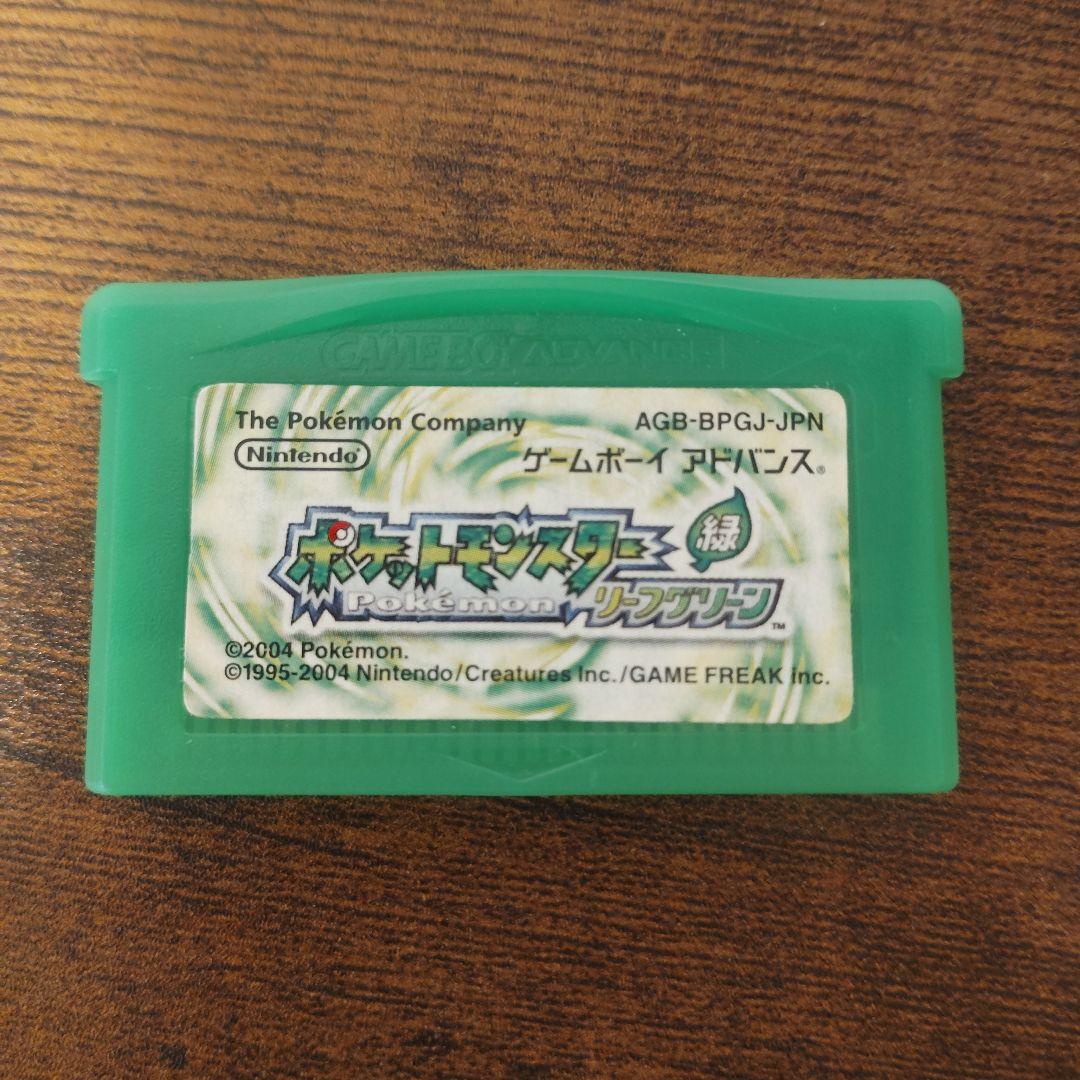 GAME BOY ADVANCE
The Pokémon Company
AGB-BPGJ-JPN
Nintendo
ゲームボーイ アドバンス®
ポケットモンスター
緑
Pokémon
リーフグリーン™
©2004 Pokémon.
©1995-2004 Nintendo/Creatures Inc./GAME FREAK inc.